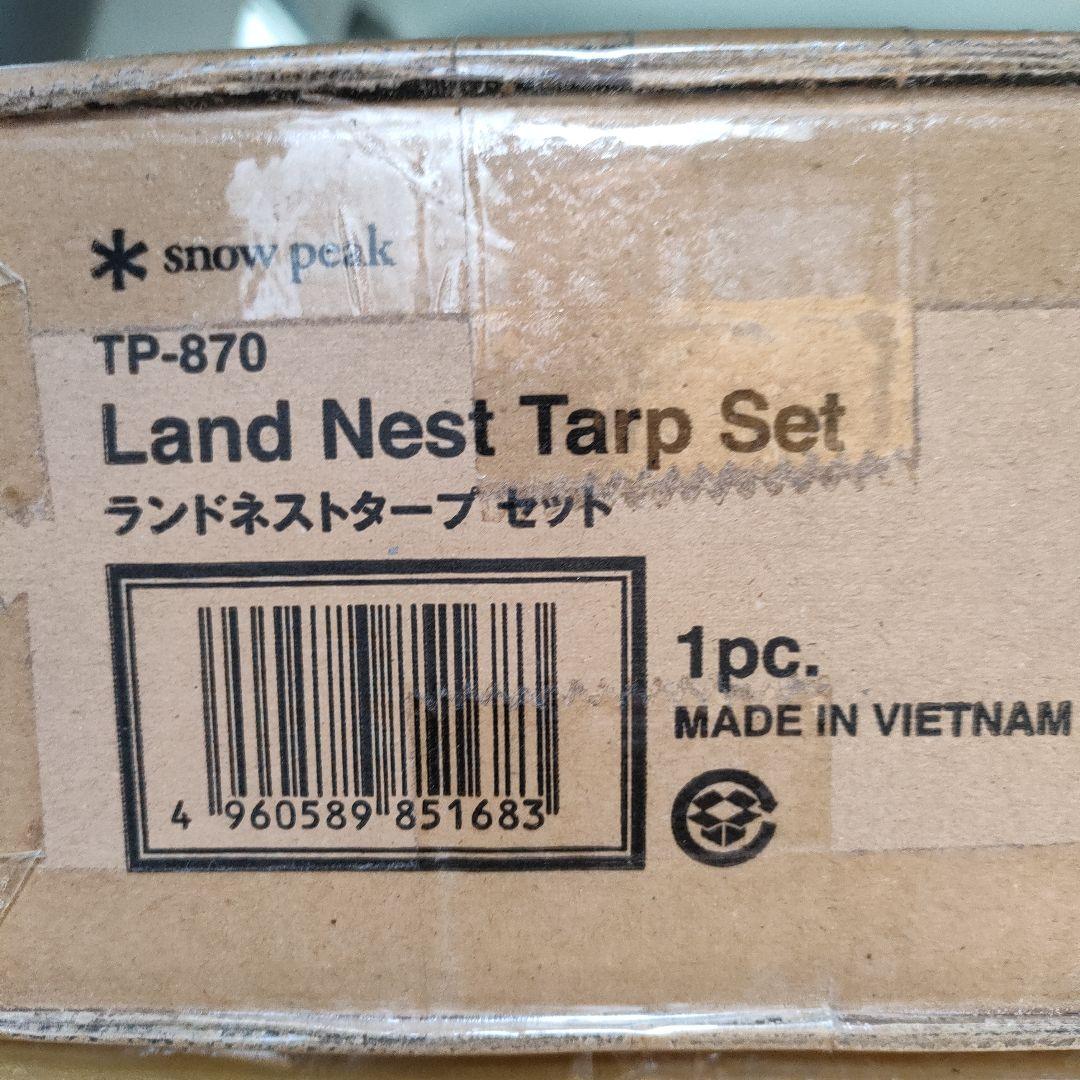 snow peak
TP-870
Land Nest Tarp Set
ランドネストタープ セット
4 960589 851683
1pc.
MADE IN VIETNAM